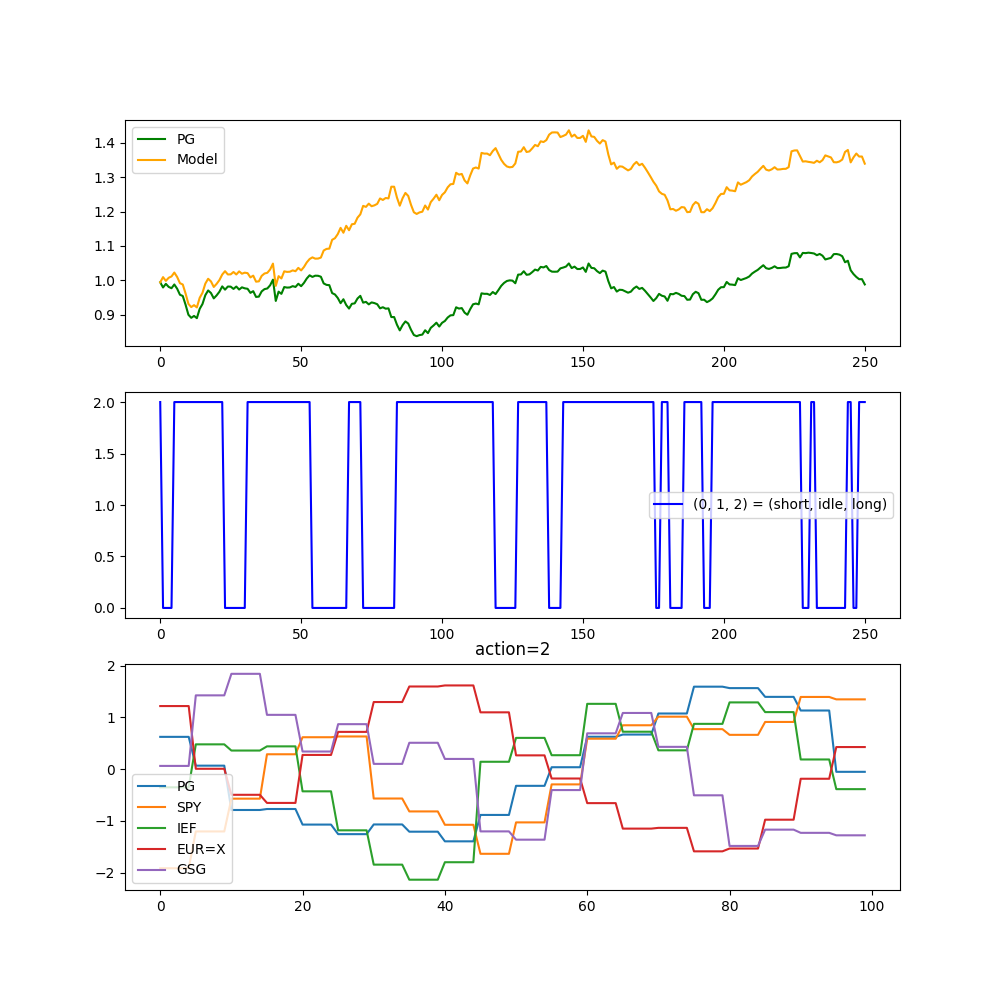 PG
Model
1.4
1.3
1.2
1.1
1.0
0.9
0 50 100 150 200 250
2.0
1.5
1.0
0.5
0.0
(0, 1, 2) = (short, idle, long)
0 50 100 150 200 250
action=2
2
1
0
−1
−2
PG
SPY
IEF
EUR=X
GSG
0 20 40 60 80 100